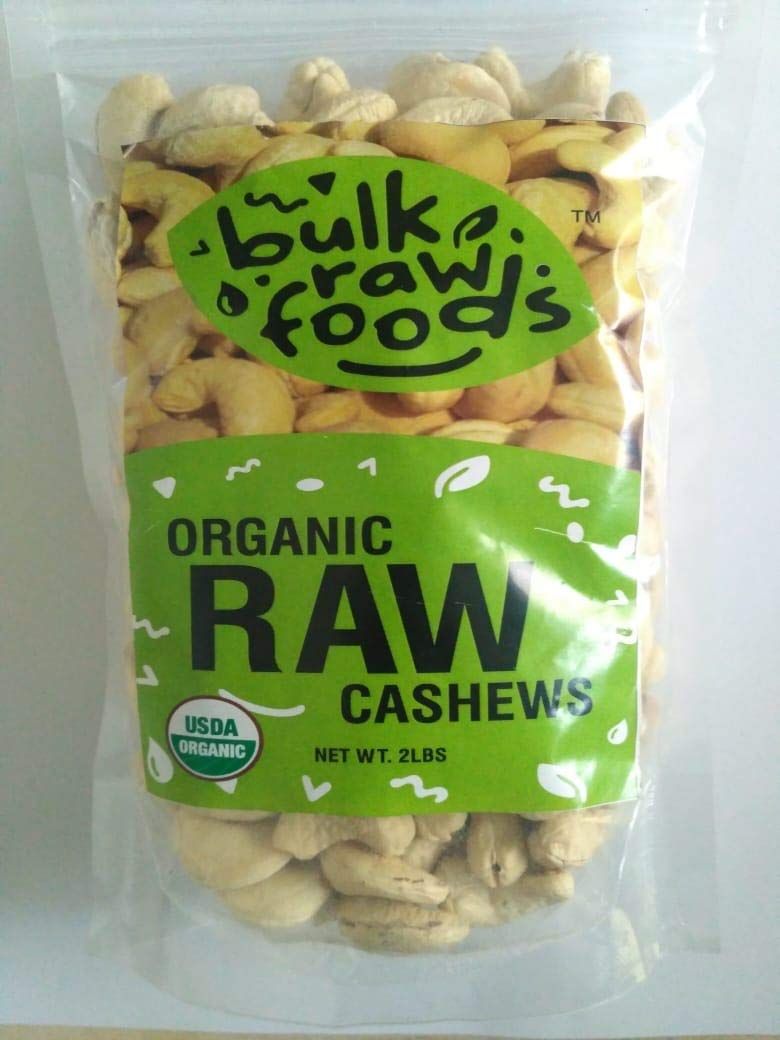 bulk
raw
foods
TM
ORGANIC
RAW
CASHEWS
USDA
ORGANIC
NET WT. 2LBS